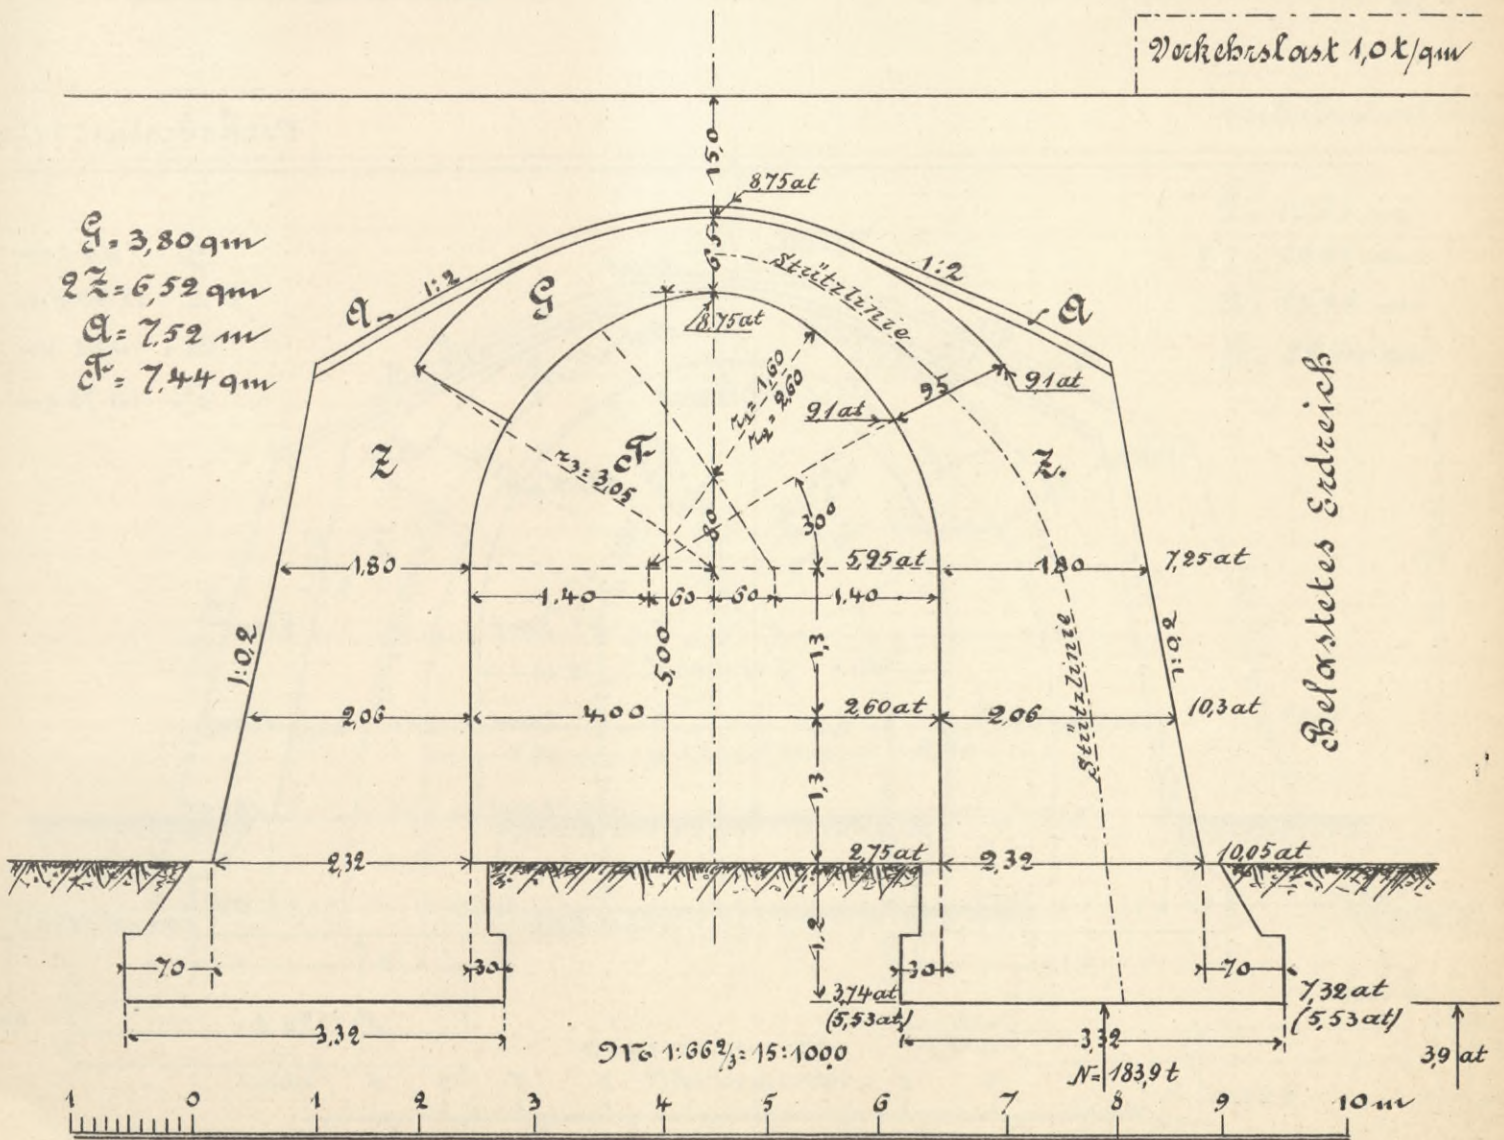 Verkehrslast 1,0 t/qm
15,0
8,75 at
G = 3,80 qm
2 Z = 6,52 qm
A = 7,52 m
F = 7,44 qm
A
1:2
G
65
Stützlinie
1:2
A
8,75 at
r₁ = 1,60
r₂ = 2,60
95
91 at
91 at
Z
F
r₃ = 3,05
Z.
80
30°
Belastetes Erdreich
1,80
5,95 at
1,80
7,25 at
1.40
60
60
1.40
1:0,2
5,00
1,3
Stützlinie
1:0,2
2,06
4,00
2,60 at
2,06
10,3 at
1,3
2,32
2,75 at
2,32
10,05 at
1,2
70
30
30
70
3,74 at
(5,53 at)
7,32 at
(5,53 at)
3,32
M 1:66⅔ = 15:1000
3,32
3,9 at
N = 183,9 t
1 0 1 2 3 4 5 6 7 8 9 10 m